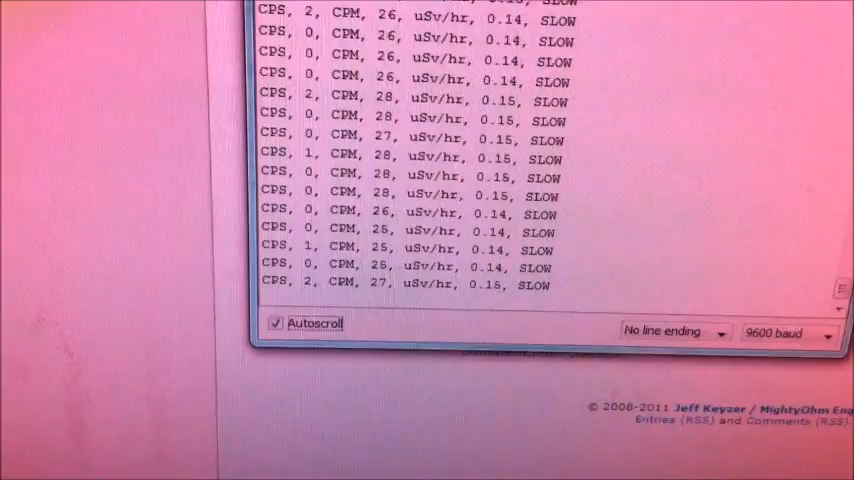 CPS, 2, CPM, 26, uSv/hr, 0.14, SLOW
CPS, 0, CPM, 26, uSv/hr, 0.14, SLOW
CPS, 0, CPM, 26, uSv/hr, 0.14, SLOW
CPS, 0, CPM, 26, uSv/hr, 0.14, SLOW
CPS, 2, CPM, 28, uSv/hr, 0.15, SLOW
CPS, 0, CPM, 28, uSv/hr, 0.15, SLOW
CPS, 0, CPM, 27, uSv/hr, 0.15, SLOW
CPS, 1, CPM, 28, uSv/hr, 0.15, SLOW
CPS, 0, CPM, 28, uSv/hr, 0.15, SLOW
CPS, 0, CPM, 28, uSv/hr, 0.15, SLOW
CPS, 0, CPM, 26, uSv/hr, 0.14, SLOW
CPS, 0, CPM, 25, uSv/hr, 0.14, SLOW
CPS, 1, CPM, 25, uSv/hr, 0.14, SLOW
CPS, 0, CPM, 25, uSv/hr, 0.14, SLOW
CPS, 2, CPM, 27, uSv/hr, 0.15, SLOW
Autoscroll
No line ending
9600 baud
© 2008-2011 Jeff Keyzer / MightyOhm Eng
Entries (RSS) and Comments (RSS).